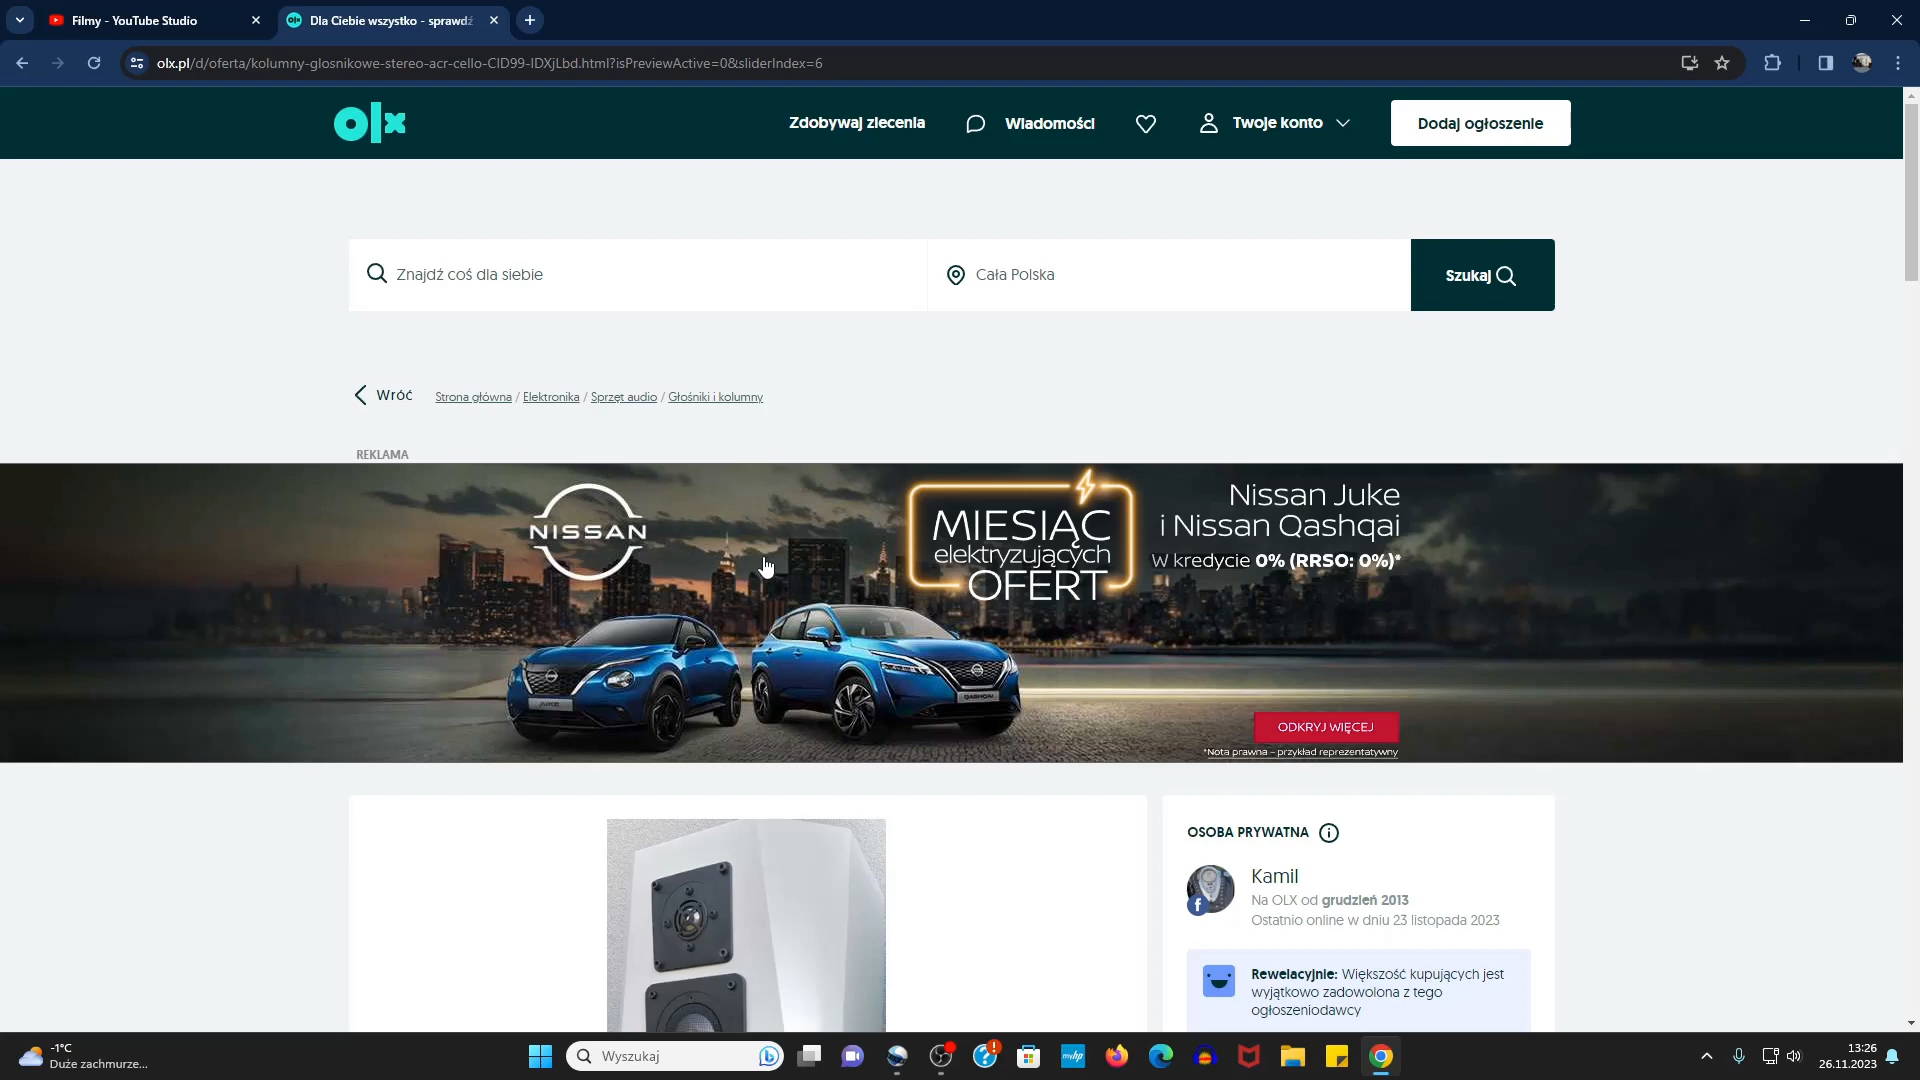 Filmy - YouTube Studio
Dla Ciebie wszystko - sprawdź
olx.pl/d/oferta/kolumny-glosnikowe-stereo-acr-cello-CID99-IDXjLbd.html?isPreviewActive=0&sliderIndex=6
olx
Zdobywaj zlecenia
Wiadomości
Twoje konto
Dodaj ogłoszenie
Znajdź coś dla siebie
Cała Polska
Szukaj
Wróć
Strona główna / Elektronika / Sprzęt audio / Głośniki i kolumny
REKLAMA
NISSAN
MIESIĄC
elektryzujących
OFERT
Nissan Juke
i Nissan Qashqai
W kredycie 0% (RRSO: 0%)*
JUKE
QASHQAI
ODKRYJ WIĘCEJ
*Nota prawna – przykład reprezentatywny
OSOBA PRYWATNA
Kamil
Na OLX od grudzień 2013
Ostatnio online w dniu 23 listopada 2023
Rewelacyjnie: Większość kupujących jest
wyjątkowo zadowolona z tego
ogłoszeniodawcy
-1°C
Duże zachmurze...
Wyszukaj
myhp
13:26
26.11.2023